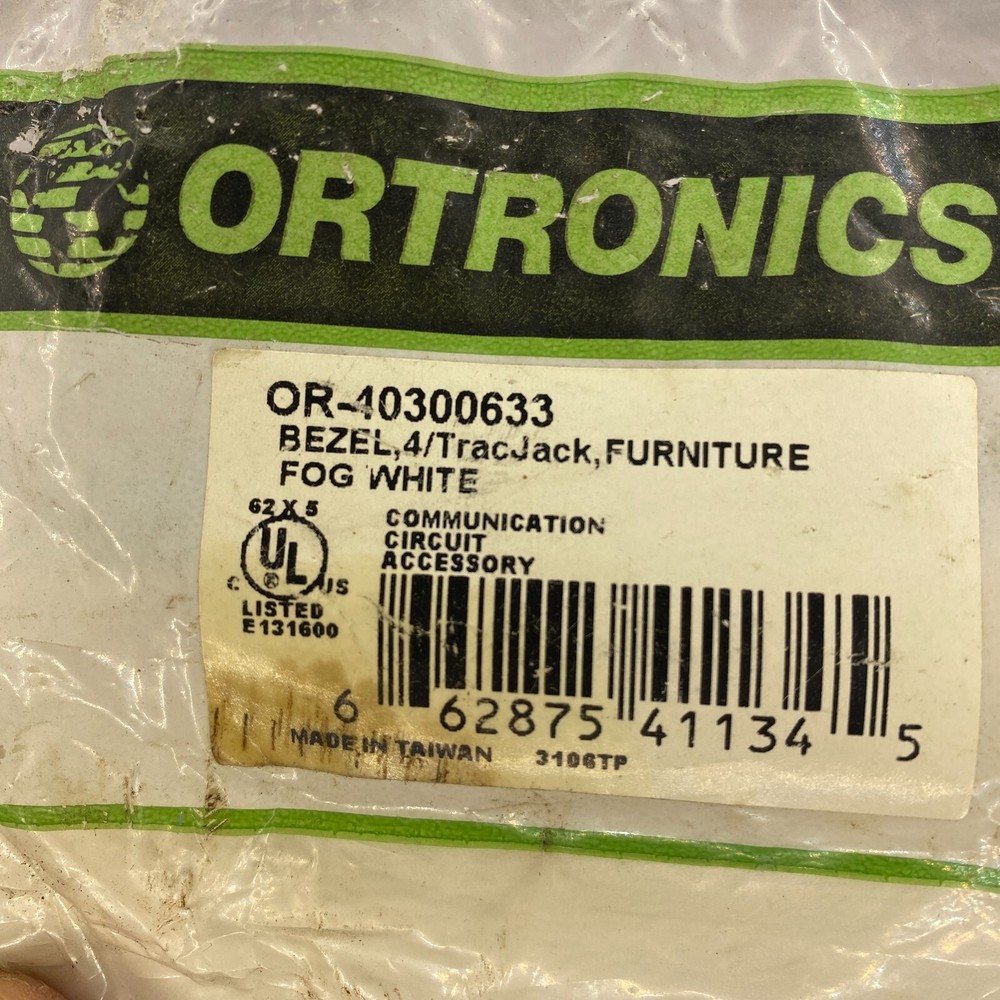 ORTRONICS
OR-40300633
BEZEL,4/TracJack,FURNITURE
FOG WHITE
62 X 5
UL
®
C US
LISTED
E131600
COMMUNICATION
CIRCUIT
ACCESSORY
6 62875 41134 5
MADE IN TAIWAN 3106TP